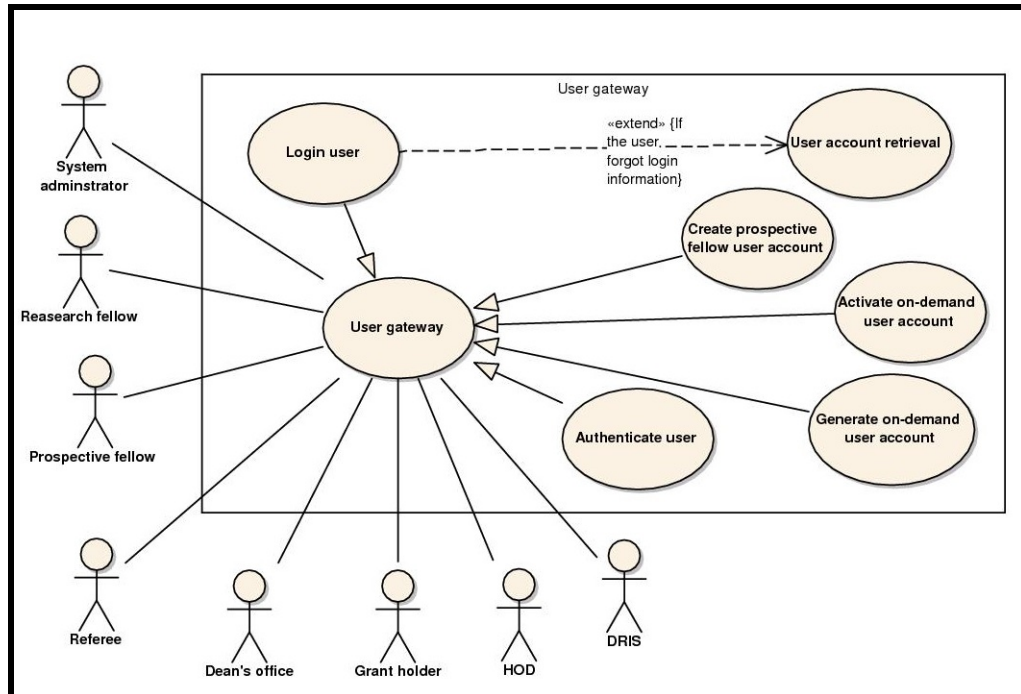 User gateway
«extend» {If
the user
forgot login
information}
Login user
User account retrieval
System
adminstrator
Create prospective
fellow user account
Reasearch fellow
Activate on-demand
user account
User gateway
Prospective fellow
Generate on-demand
user account
Authenticate user
Referee
Dean's office
Grant holder
HOD
DRIS